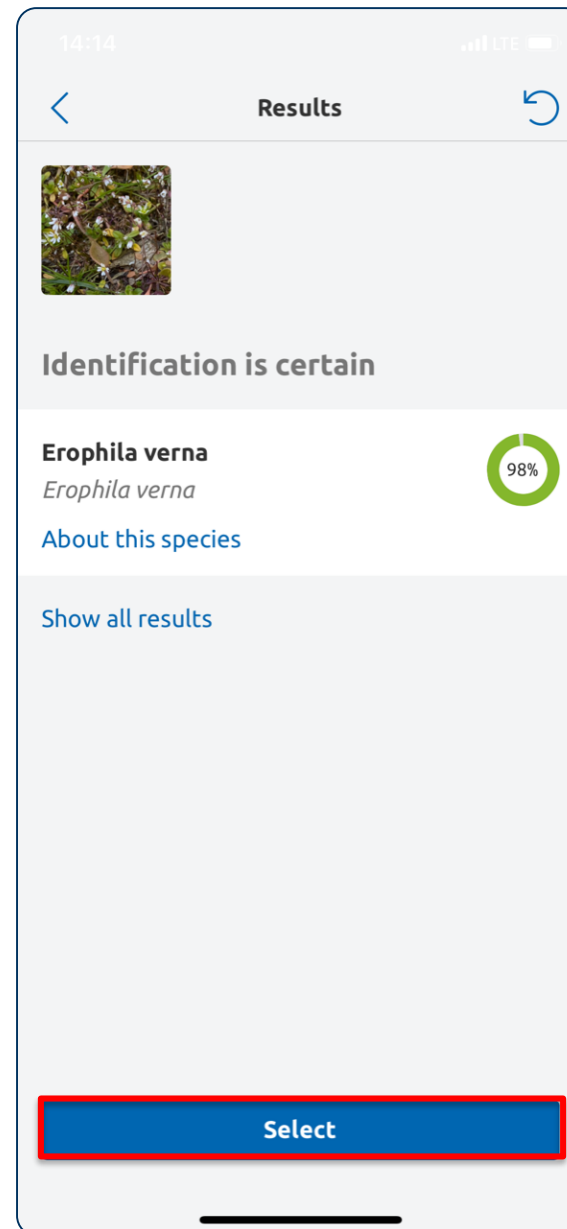 14:14 LTE
Results
Identification is certain
Erophila verna
98%
Erophila verna
About this species
Show all results
Select